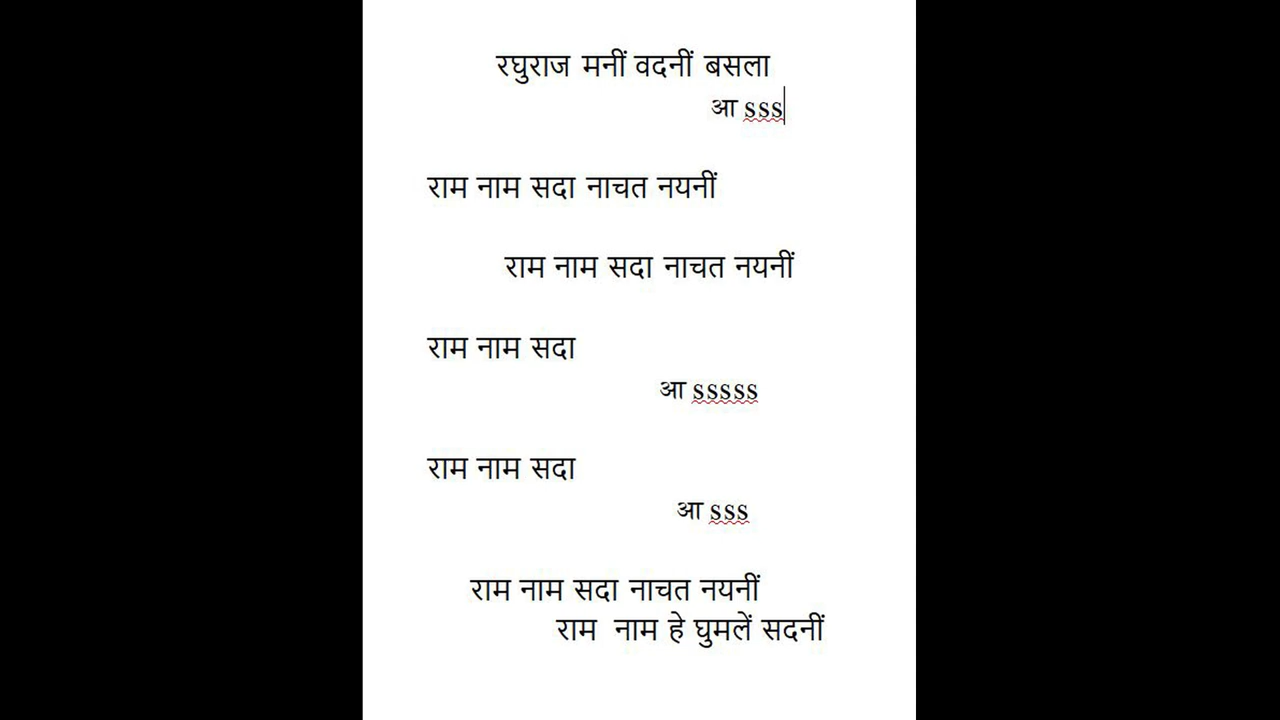 रघुराज मनीं वदनीं बसला
आ sss
राम नाम सदा नाचत नयनीं
राम नाम सदा नाचत नयनीं
राम नाम सदा
आ sssss
राम नाम सदा
आ sss
राम नाम सदा नाचत नयनीं
राम नाम हे घुमलें सदनीं